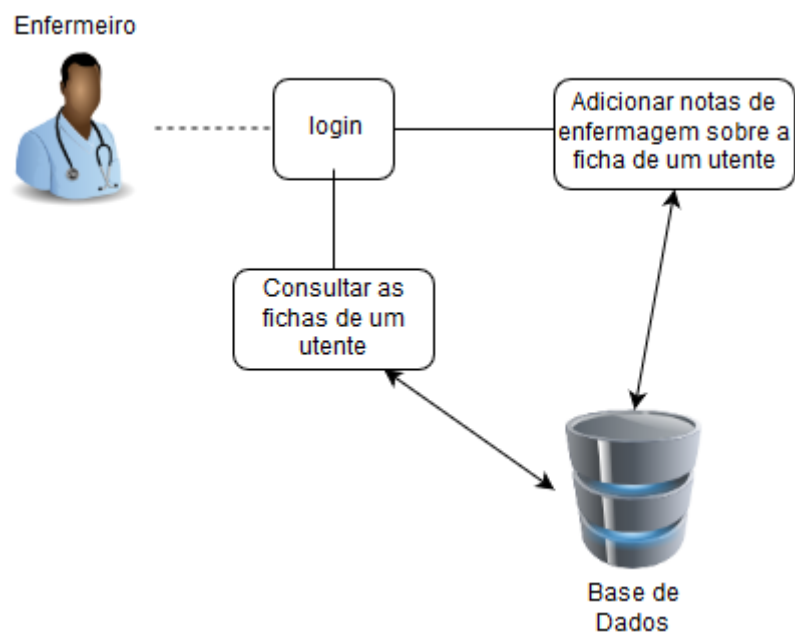 Enfermeiro
login
Adicionar notas de
enfermagem sobre a
ficha de um utente
Consultar as
fichas de um
utente
Base de
Dados